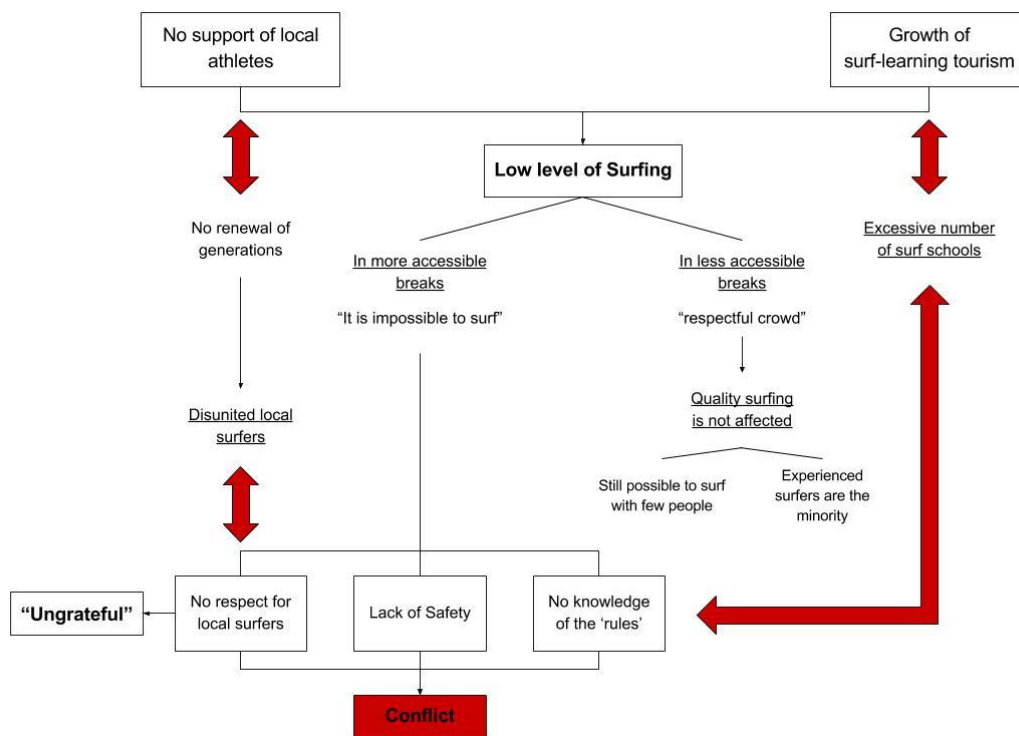 No support of local
athletes
Growth of
surf-learning tourism
Low level of Surfing
No renewal of
generations
In more accessible
breaks
“It is impossible to surf”
In less accessible
breaks
“respectful crowd”
Excessive number
of surf schools
Quality surfing
is not affected
Disunited local
surfers
Still possible to surf
with few people
Experienced
surfers are the
minority
“Ungrateful”
No respect for
local surfers
Lack of Safety
No knowledge
of the ‘rules’
Conflict